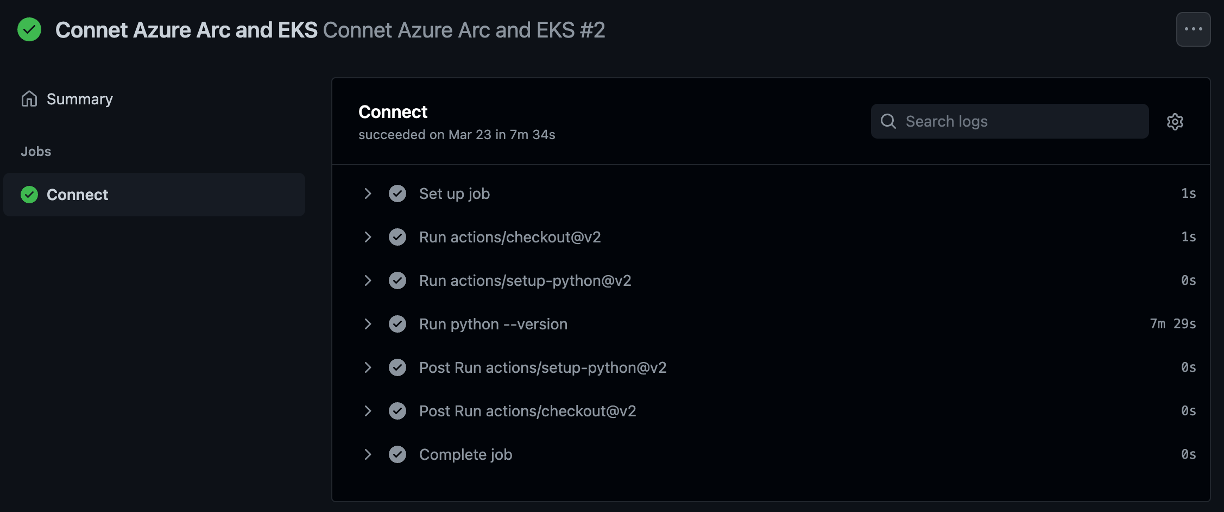 Connet Azure Arc and EKS Connet Azure Arc and EKS #2
Summary
Jobs
Connect
Connect
succeeded on Mar 23 in 7m 34s
Search logs
Set up job 1s
Run actions/checkout@v2 1s
Run actions/setup-python@v2 0s
Run python --version 7m 29s
Post Run actions/setup-python@v2 0s
Post Run actions/checkout@v2 0s
Complete job 0s